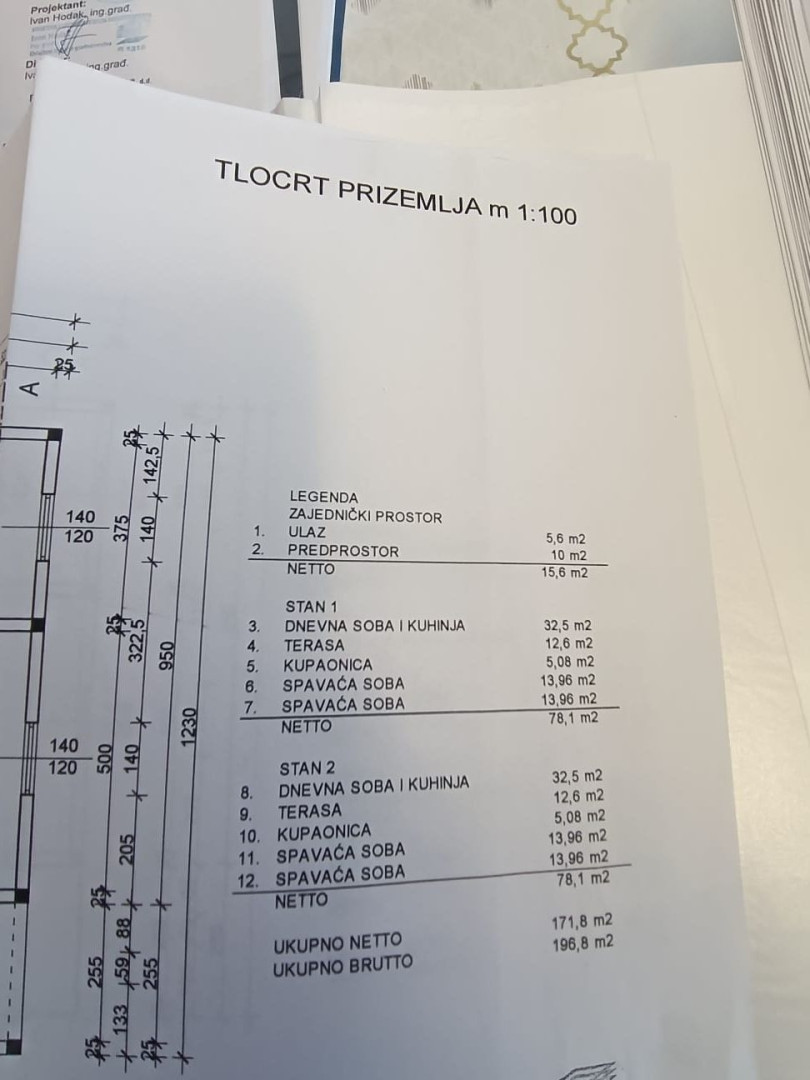 Projektant:
Ivan Hodak, ing.građ.
ing.građ.
TLOCRT PRIZEMLJA m 1:100
25
A
25
142,5
140
120
375
140
25
322,5
950
1230
140
120
500
140
205
25
88
255
59
255
133
25
25
LEGENDA
ZAJEDNIČKI PROSTOR
1. ULAZ 5,6 m2
2. PREDPROSTOR 10 m2
NETTO 15,6 m2
STAN 1
3. DNEVNA SOBA I KUHINJA 32,5 m2
4. TERASA 12,6 m2
5. KUPAONICA 5,08 m2
6. SPAVAĆA SOBA 13,96 m2
7. SPAVAĆA SOBA 13,96 m2
NETTO 78,1 m2
STAN 2
8. DNEVNA SOBA I KUHINJA 32,5 m2
9. TERASA 12,6 m2
10. KUPAONICA 5,08 m2
11. SPAVAĆA SOBA 13,96 m2
12. SPAVAĆA SOBA 13,96 m2
NETTO 78,1 m2
UKUPNO NETTO 171,8 m2
UKUPNO BRUTTO 196,8 m2